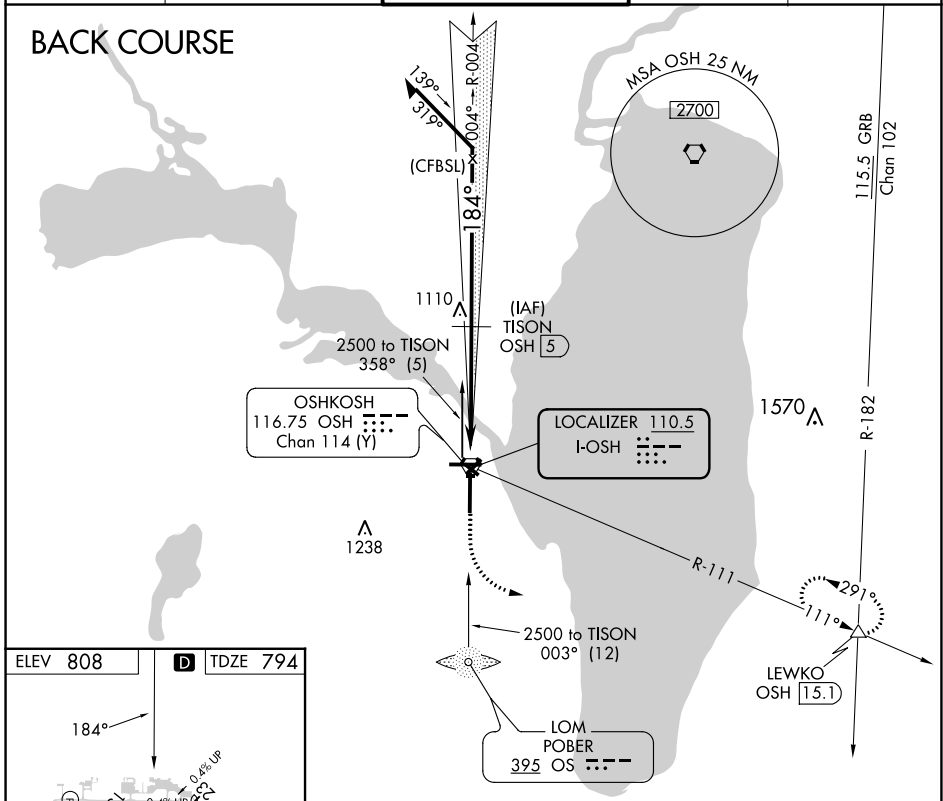 BACK COURSE
139°
319°
004°
R-004
(CFBSL)
184°
MSA OSH 25 NM
2700
115.5 GRB
Chan 102
1110
(IAF)
TISON
OSH 5
2500 to TISON
358° (5)
OSHKOSH
116.75 OSH
Chan 114 (Y)
LOCALIZER 110.5
I-OSH
1570
R-182
1238
R-111
111°
291°
2500 to TISON
003° (12)
LEWKO
OSH 15.1
LOM
POBER
395 OS
ELEV 808
D
TDZE 794
184°
0.4% UP